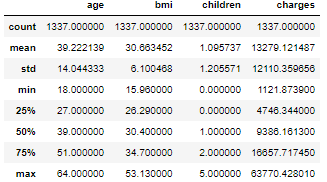 age bmi children charges
count 1337.000000 1337.000000 1337.000000 1337.000000
mean 39.222139 30.663452 1.095737 13279.121487
std 14.044333 6.100468 1.205571 12110.359656
min 18.000000 15.960000 0.000000 1121.873900
25% 27.000000 26.290000 0.000000 4746.344000
50% 39.000000 30.400000 1.000000 9386.161300
75% 51.000000 34.700000 2.000000 16657.717450
max 64.000000 53.130000 5.000000 63770.428010